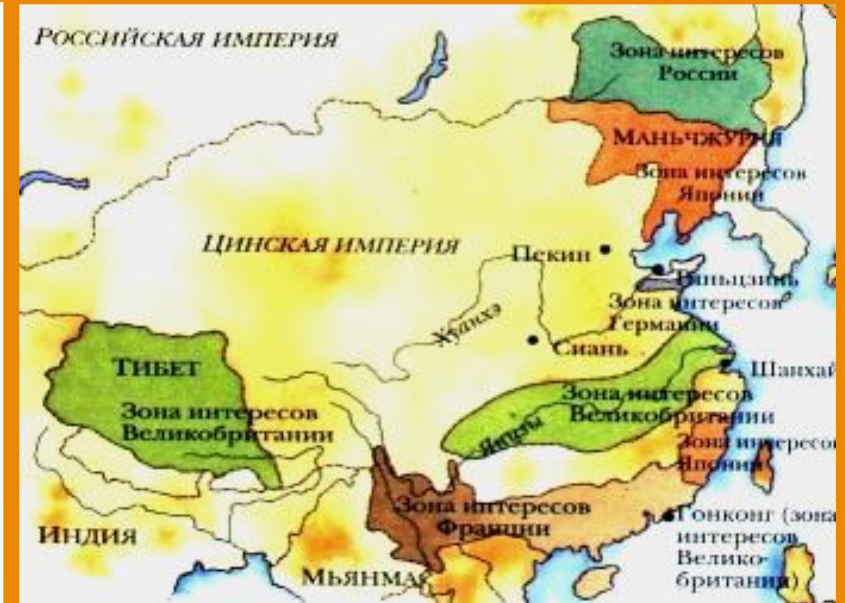 РОССИЙСКАЯ ИМПЕРИЯ
Зона интересов
России
МАНЬЧЖУРИЯ
Зона интересов
Японии
ЦИНСКАЯ ИМПЕРИЯ
Пекин
Тяньцзинь
Зона интересов
Германии
Хуанхэ
Сиань
Шанхай
ТИБЕТ
Зона интересов
Великобритании
Зона интересов
Великобритании
Янцзы
Зона интересов
Японии
Зона интересов
Франции
Гонконг (зона
интересов
Велико-
британии)
ИНДИЯ
МЬЯНМА